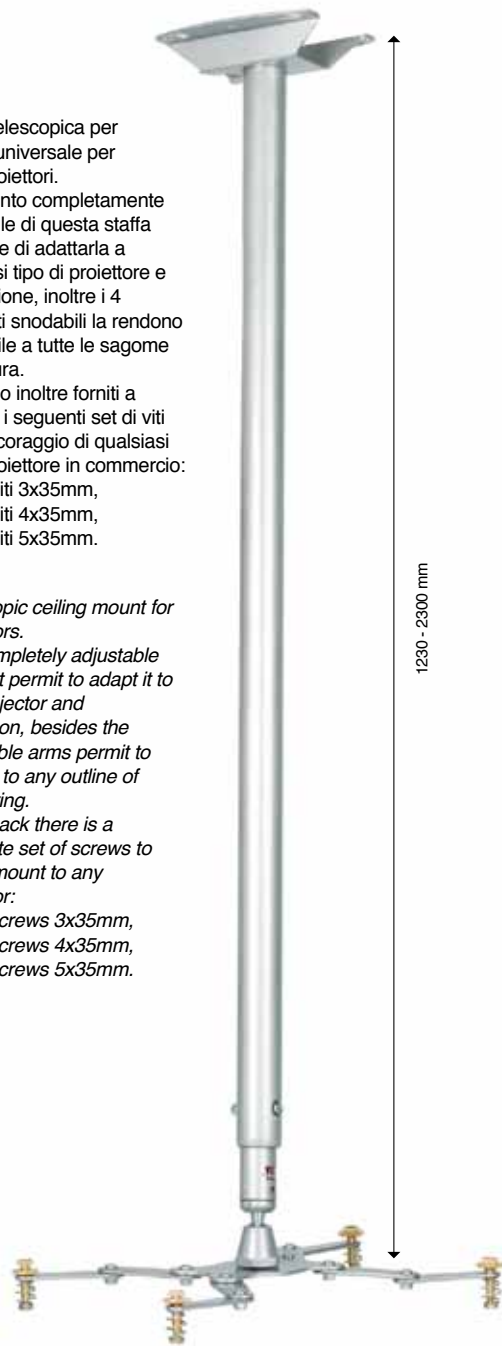 elescopica per
universale per
oiettori.
nto completamente
le di questa staffa
e di adattarla a
si tipo di proiettore e
ione, inoltre i 4
ti snodabili la rendono
ile a tutte le sagome
ura.
o inoltre forniti a
i seguenti set di viti
coraggio di qualsiasi
oiettore in commercio:
iti 3x35mm,
iti 4x35mm,
iti 5x35mm.
opic ceiling mount for
ors.
mpletely adjustable
t permit to adapt it to
jector and
on, besides the
ble arms permit to
to any outline of
ing.
ack there is a
te set of screws to
mount to any
or:
crews 3x35mm,
crews 4x35mm,
crews 5x35mm.
1230 - 2300 mm